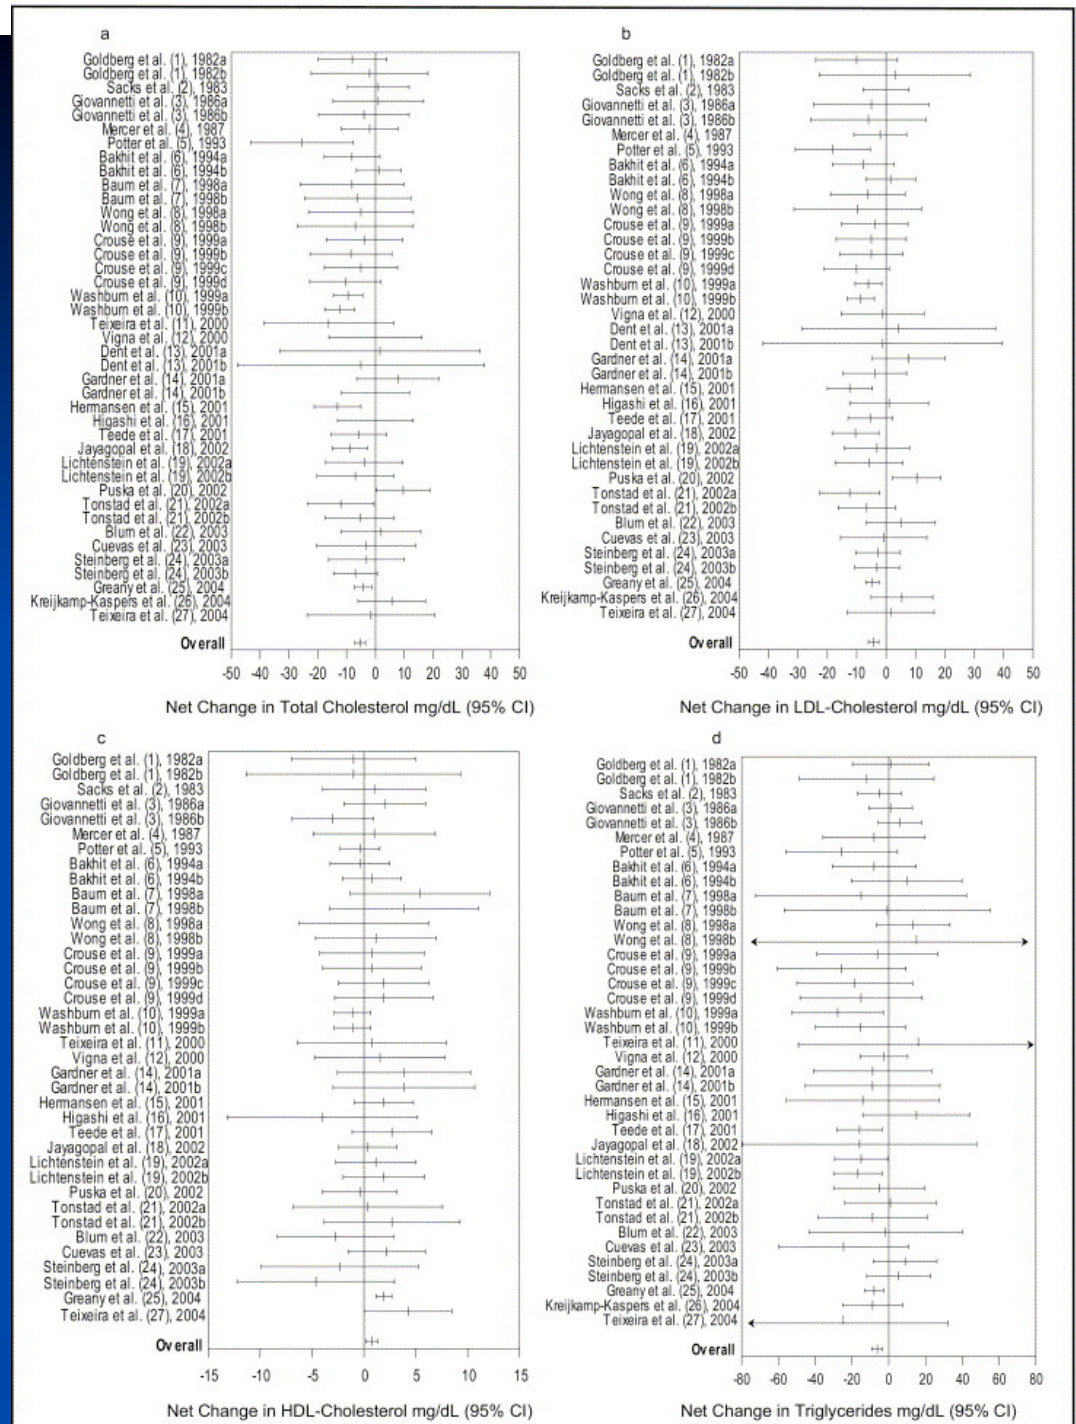 a
Goldberg et al. (1), 1982a
Goldberg et al. (1), 1982b
Sacks et al. (2), 1983
Giovannetti et al. (3), 1986a
Giovannetti et al. (3), 1986b
Mercer et al. (4), 1987
Potter et al. (5), 1993
Bakhit et al. (6), 1994a
Bakhit et al. (6), 1994b
Baum et al. (7), 1998a
Baum et al. (7), 1998b
Wong et al. (8), 1998a
Wong et al. (8), 1998b
Crouse et al. (9), 1999a
Crouse et al. (9), 1999b
Crouse et al. (9), 1999c
Crouse et al. (9), 1999d
Washburn et al. (10), 1999a
Washburn et al. (10), 1999b
Teixeira et al. (11), 2000
Vigna et al. (12), 2000
Dent et al. (13), 2001a
Dent et al. (13), 2001b
Gardner et al. (14), 2001a
Gardner et al. (14), 2001b
Hermansen et al. (15), 2001
Higashi et al. (16), 2001
Teede et al. (17), 2001
Jayagopal et al. (18), 2002
Lichtenstein et al. (19), 2002a
Lichtenstein et al. (19), 2002b
Puska et al. (20), 2002
Tonstad et al. (21), 2002a
Tonstad et al. (21), 2002b
Blum et al. (22), 2003
Cuevas et al. (23), 2003
Steinberg et al. (24), 2003a
Steinberg et al. (24), 2003b
Greany et al. (25), 2004
Kreijkamp-Kaspers et al. (26), 2004
Teixeira et al. (27), 2004
Overall
-50 -40 -30 -20 -10 0 10 20 30 40 50
Net Change in Total Cholesterol mg/dL (95% CI)
b
Goldberg et al. (1), 1982a
Goldberg et al. (1), 1982b
Sacks et al. (2), 1983
Giovannetti et al. (3), 1986a
Giovannetti et al. (3), 1986b
Mercer et al. (4), 1987
Potter et al. (5), 1993
Bakhit et al. (6), 1994a
Bakhit et al. (6), 1994b
Wong et al. (8), 1998a
Wong et al. (8), 1998b
Crouse et al. (9), 1999a
Crouse et al. (9), 1999b
Crouse et al. (9), 1999c
Crouse et al. (9), 1999d
Washburn et al. (10), 1999a
Washburn et al. (10), 1999b
Vigna et al. (12), 2000
Dent et al. (13), 2001a
Dent et al. (13), 2001b
Gardner et al. (14), 2001a
Gardner et al. (14), 2001b
Hermansen et al. (15), 2001
Higashi et al. (16), 2001
Teede et al. (17), 2001
Jayagopal et al. (18), 2002
Lichtenstein et al. (19), 2002a
Lichtenstein et al. (19), 2002b
Puska et al. (20), 2002
Tonstad et al. (21), 2002a
Tonstad et al. (21), 2002b
Blum et al. (22), 2003
Cuevas et al. (23), 2003
Steinberg et al. (24), 2003a
Steinberg et al. (24), 2003b
Greany et al. (25), 2004
Kreijkamp-Kaspers et al. (26), 2004
Teixeira et al. (27), 2004
Overall
-50 -40 -30 -20 -10 0 10 20 30 40 50
Net Change in LDL-Cholesterol mg/dL (95% CI)
c
Goldberg et al. (1), 1982a
Goldberg et al. (1), 1982b
Sacks et al. (2), 1983
Giovannetti et al. (3), 1986a
Giovannetti et al. (3), 1986b
Mercer et al. (4), 1987
Potter et al. (5), 1993
Bakhit et al. (6), 1994a
Bakhit et al. (6), 1994b
Baum et al. (7), 1998a
Baum et al. (7), 1998b
Wong et al. (8), 1998a
Wong et al. (8), 1998b
Crouse et al. (9), 1999a
Crouse et al. (9), 1999b
Crouse et al. (9), 1999c
Crouse et al. (9), 1999d
Washburn et al. (10), 1999a
Washburn et al. (10), 1999b
Teixeira et al. (11), 2000
Vigna et al. (12), 2000
Gardner et al. (14), 2001a
Gardner et al. (14), 2001b
Hermansen et al. (15), 2001
Higashi et al. (16), 2001
Teede et al. (17), 2001
Jayagopal et al. (18), 2002
Lichtenstein et al. (19), 2002a
Lichtenstein et al. (19), 2002b
Puska et al. (20), 2002
Tonstad et al. (21), 2002a
Tonstad et al. (21), 2002b
Blum et al. (22), 2003
Cuevas et al. (23), 2003
Steinberg et al. (24), 2003a
Steinberg et al. (24), 2003b
Greany et al. (25), 2004
Teixeira et al. (27), 2004
Overall
-15 -10 -5 0 5 10 15
Net Change in HDL-Cholesterol mg/dL (95% CI)
d
Goldberg et al. (1), 1982a
Goldberg et al. (1), 1982b
Sacks et al. (2), 1983
Giovannetti et al. (3), 1986a
Giovannetti et al. (3), 1986b
Mercer et al. (4), 1987
Potter et al. (5), 1993
Bakhit et al. (6), 1994a
Bakhit et al. (6), 1994b
Baum et al. (7), 1998a
Baum et al. (7), 1998b
Wong et al. (8), 1998a
Wong et al. (8), 1998b
Crouse et al. (9), 1999a
Crouse et al. (9), 1999b
Crouse et al. (9), 1999c
Crouse et al. (9), 1999d
Washburn et al. (10), 1999a
Washburn et al. (10), 1999b
Teixeira et al. (11), 2000
Vigna et al. (12), 2000
Gardner et al. (14), 2001a
Gardner et al. (14), 2001b
Hermansen et al. (15), 2001
Higashi et al. (16), 2001
Teede et al. (17), 2001
Jayagopal et al. (18), 2002
Lichtenstein et al. (19), 2002a
Lichtenstein et al. (19), 2002b
Puska et al. (20), 2002
Tonstad et al. (21), 2002a
Tonstad et al. (21), 2002b
Blum et al. (22), 2003
Cuevas et al. (23), 2003
Steinberg et al. (24), 2003a
Steinberg et al. (24), 2003b
Greany et al. (25), 2004
Kreijkamp-Kaspers et al. (26), 2004
Teixeira et al. (27), 2004
Overall
-80 -60 -40 -20 0 20 40 60 80
Net Change in Triglycerides mg/dL (95% CI)